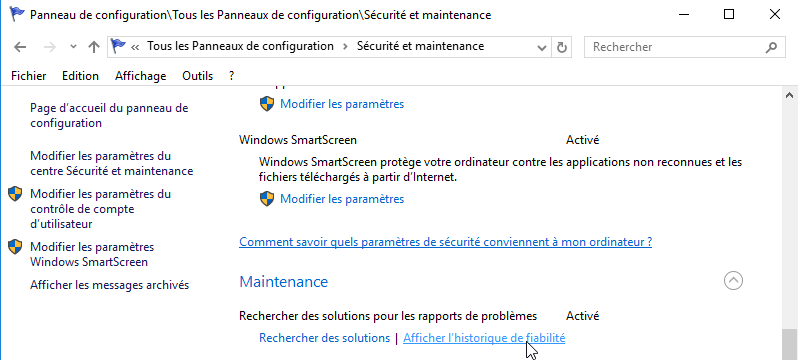 Panneau de configuration\Tous les Panneaux de configuration\Sécurité et maintenance
« Tous les Panneaux de configuration > Sécurité et maintenance
Rechercher
Fichier Edition Affichage Outils ?
Page d'accueil du panneau de
configuration
Modifier les paramètres du
centre Sécurité et maintenance
Modifier les paramètres du
contrôle de compte
d'utilisateur
Modifier les paramètres
Windows SmartScreen
Afficher les messages archivés
Modifier les paramètres
Windows SmartScreen Activé
Windows SmartScreen protège votre ordinateur contre les applications non reconnues et les
fichiers téléchargés à partir d'Internet.
Modifier les paramètres
Comment savoir quels paramètres de sécurité conviennent à mon ordinateur ?
Maintenance
Rechercher des solutions pour les rapports de problèmes Activé
Rechercher des solutions | Afficher l'historique de fiabilité